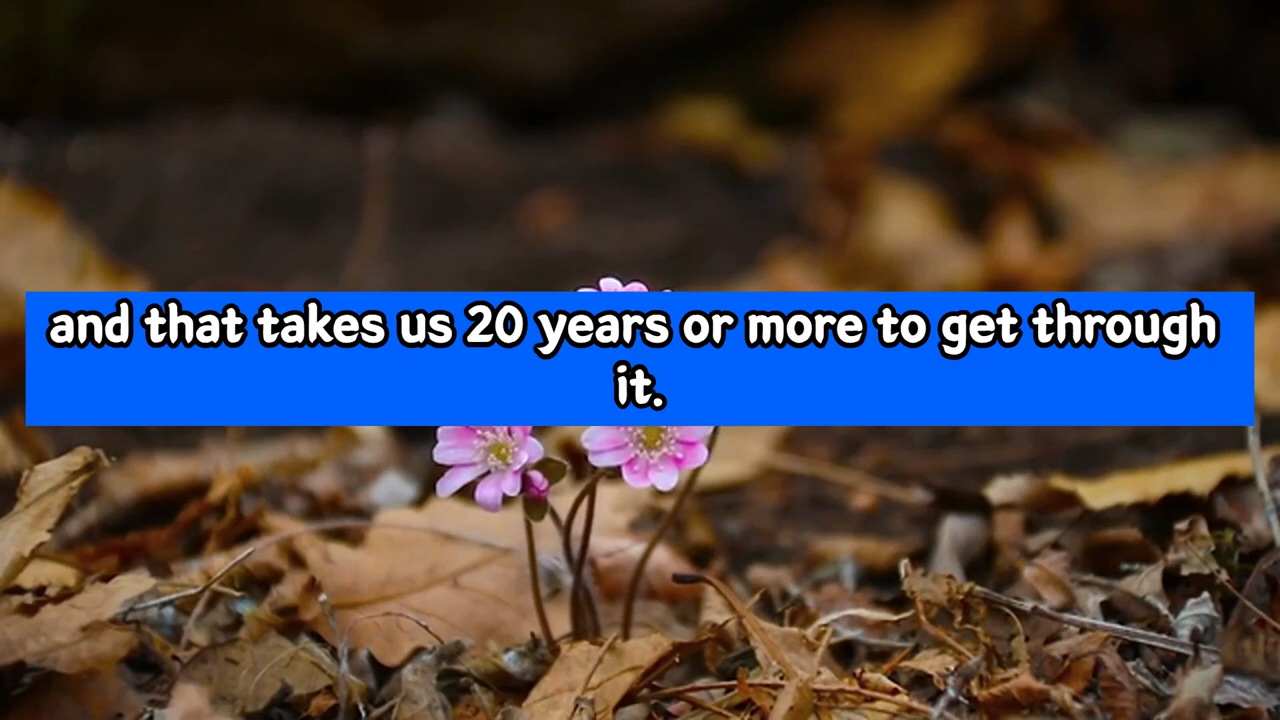 and that takes us 20 years or more to get through
it.